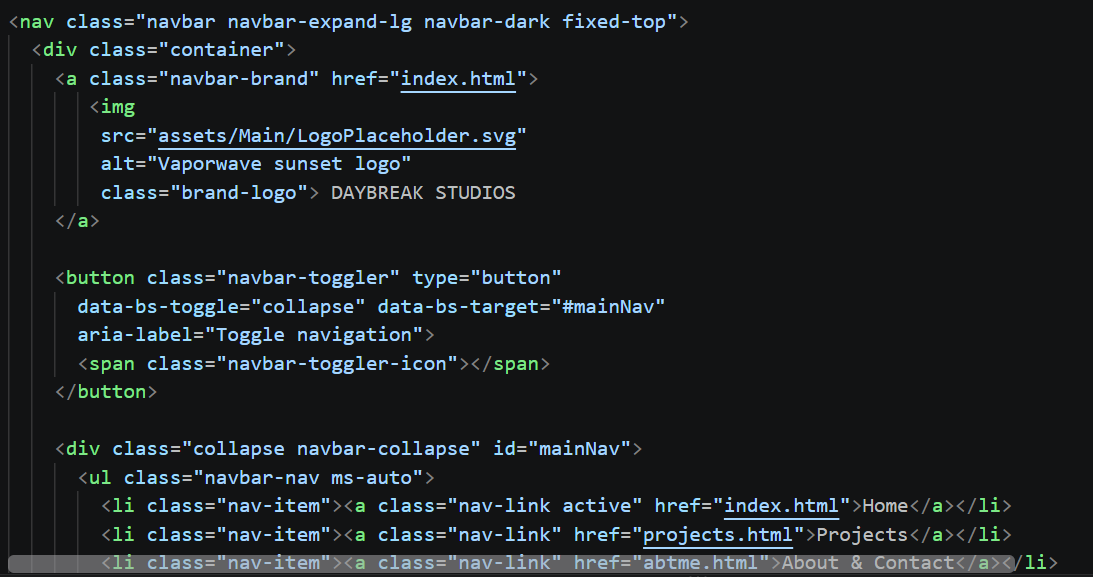 <nav class="navbar navbar-expand-lg navbar-dark fixed-top">
<div class="container">
<a class="navbar-brand" href="index.html">
<img
src="assets/Main/LogoPlaceholder.svg"
alt="Vaporwave sunset logo"
class="brand-logo"> DAYBREAK STUDIOS
</a>
<button class="navbar-toggler" type="button"
data-bs-toggle="collapse" data-bs-target="#mainNav"
aria-label="Toggle navigation">
<span class="navbar-toggler-icon"></span>
</button>
<div class="collapse navbar-collapse" id="mainNav">
<ul class="navbar-nav ms-auto">
<li class="nav-item"><a class="nav-link active" href="index.html">Home</a></li>
<li class="nav-item"><a class="nav-link" href="projects.html">Projects</a></li>
<li class="nav-item"><a class="nav-link" href="abtme.html">About & Contact</a></li>